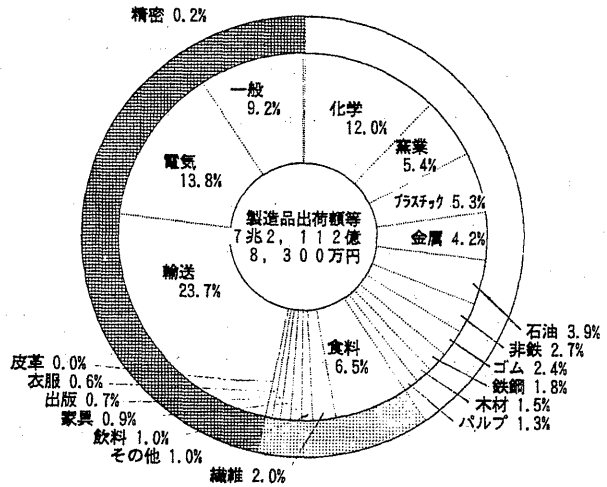 精密 0.2%
一般
9.2%
化学
12.0%
窯業
5.4%
電気
13.8%
プラスチック 5.3%
製造品出荷額等
7兆2,112億
8,300万円
金属 4.2%
輸送
23.7%
石油 3.9%
非鉄 2.7%
ゴム 2.4%
鉄鋼 1.8%
木材 1.5%
パルプ 1.3%
食料
6.5%
皮革 0.0%
衣服 0.6%
出版 0.7%
家具 0.9%
飲料 1.0%
その他 1.0%
繊維 2.0%